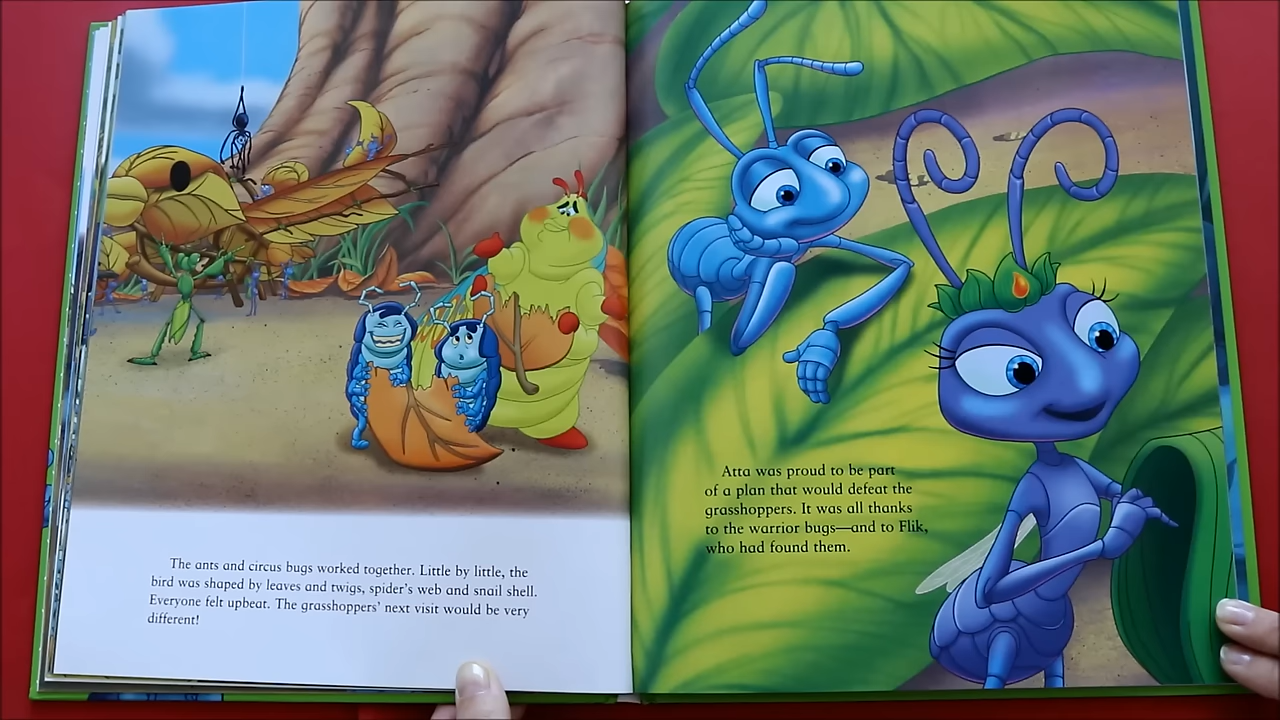 The ants and circus bugs worked together. Little by little, the
bird was shaped by leaves and twigs, spider's web and snail shell.
Everyone felt upbeat. The grasshoppers' next visit would be very
different!
Atta was proud to be part
of a plan that would defeat the
grasshoppers. It was all thanks
to the warrior bugs—and to Flik,
who had found them.